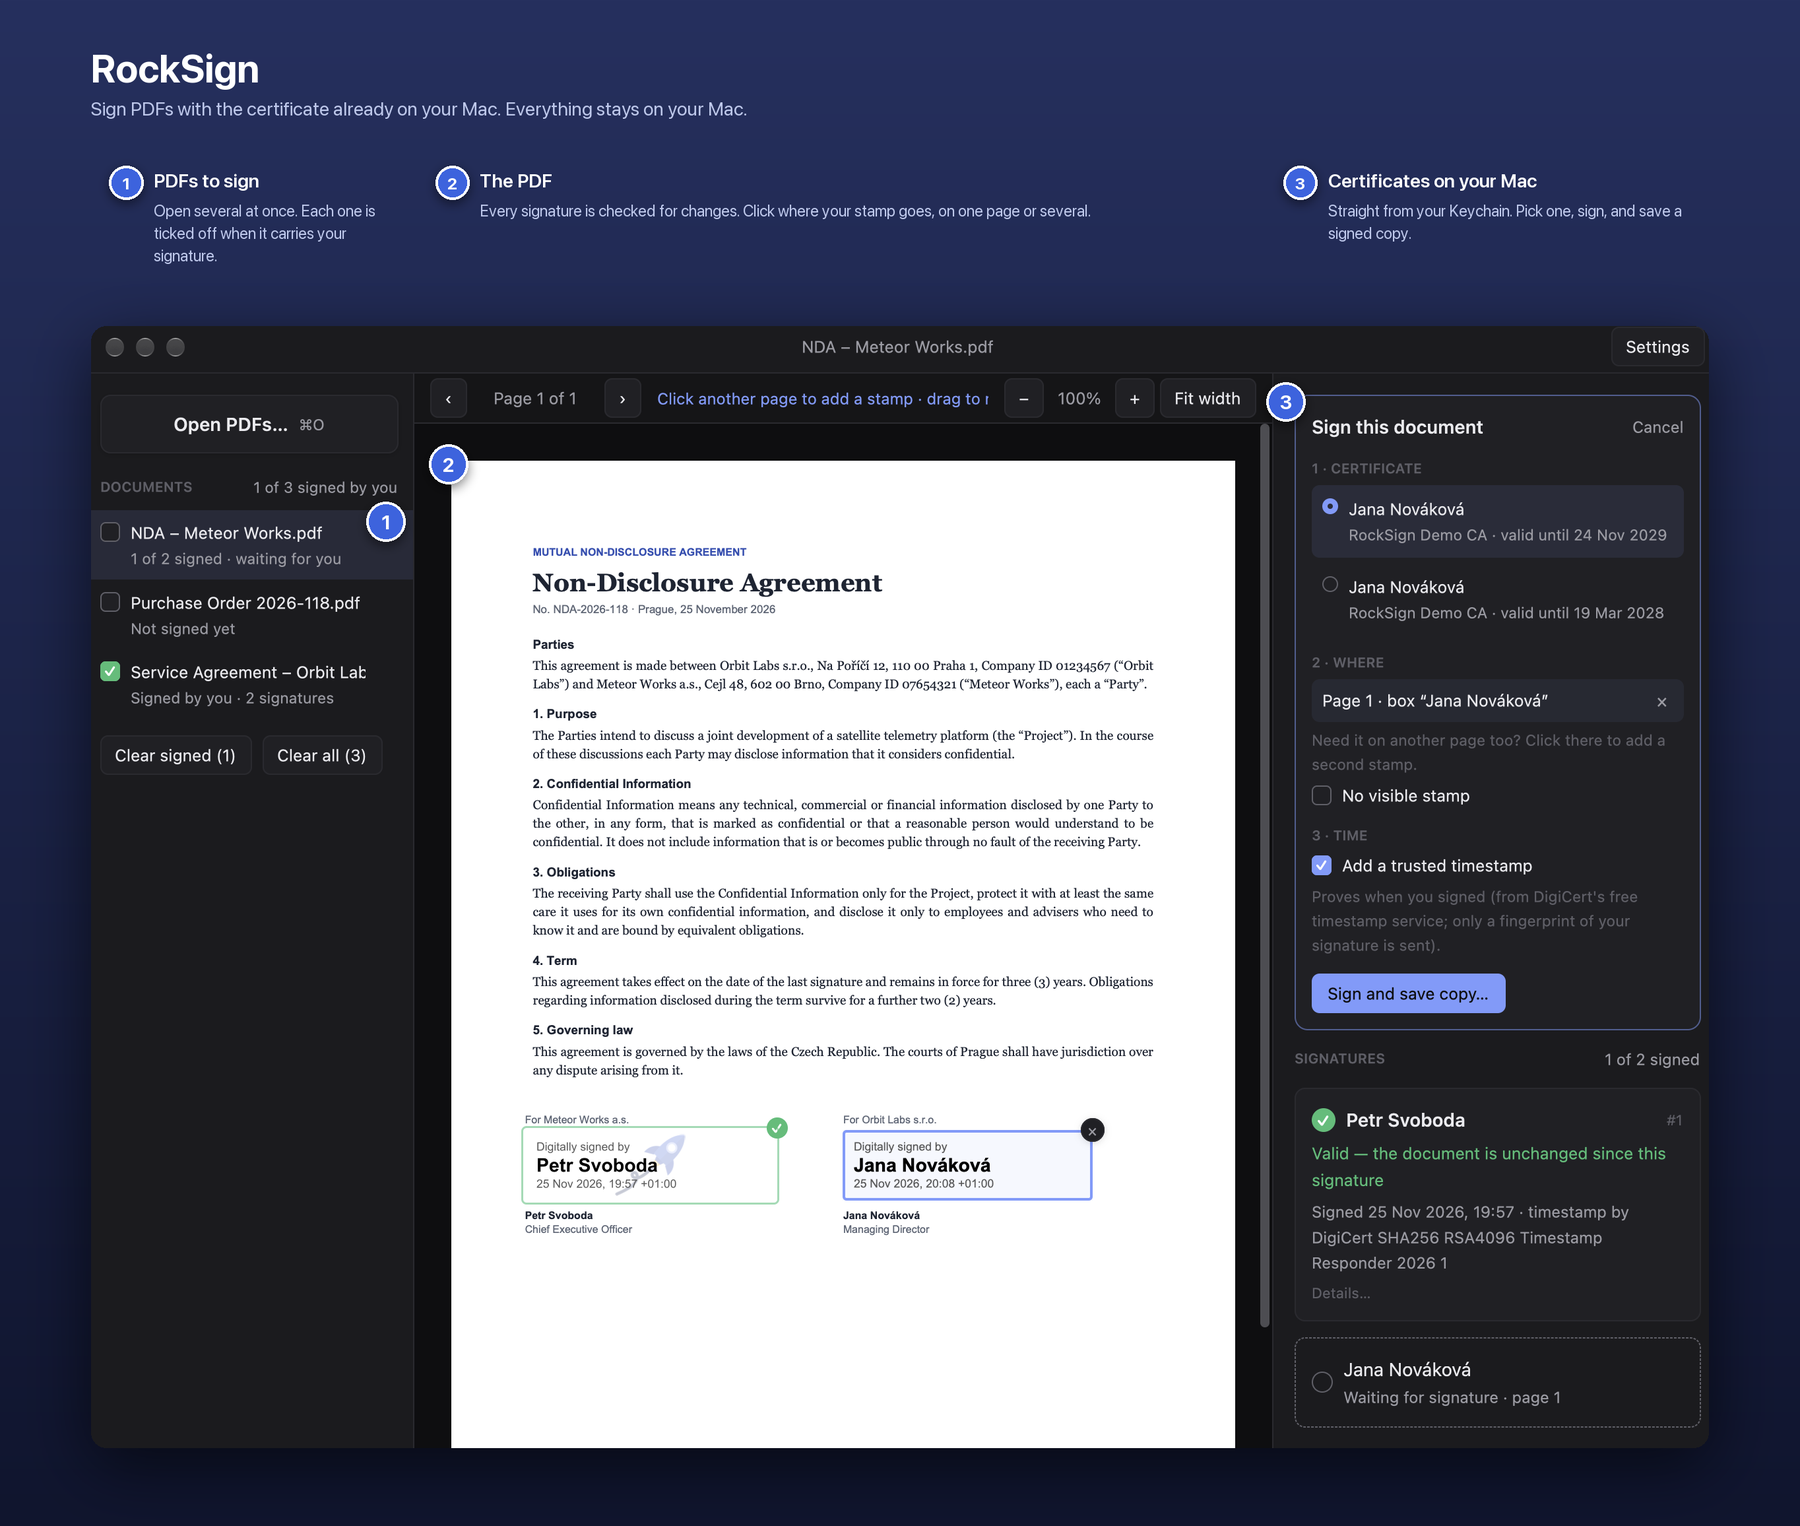 RockSign
Sign PDFs with the certificate already on your Mac. Everything stays on your Mac.
1
PDFs to sign
Open several at once. Each one is
ticked off when it carries your
signature.
2
The PDF
Every signature is checked for changes. Click where your stamp goes, on one page or several.
3
Certificates on your Mac
Straight from your Keychain. Pick one, sign, and save a
signed copy.
NDA – Meteor Works.pdf
Settings
Open PDFs... ⌘O
DOCUMENTS 1 of 3 signed by you
1
NDA – Meteor Works.pdf
1 of 2 signed · waiting for you
Purchase Order 2026-118.pdf
Not signed yet
Service Agreement – Orbit Lab
Signed by you · 2 signatures
Clear signed (1) Clear all (3)
‹ Page 1 of 1 › Click another page to add a stamp · drag to r − 100% + Fit width
2
MUTUAL NON-DISCLOSURE AGREEMENT
Non-Disclosure Agreement
No. NDA-2026-118 · Prague, 25 November 2026
Parties
This agreement is made between Orbit Labs s.r.o., Na Poříčí 12, 110 00 Praha 1, Company ID 01234567 (“Orbit
Labs”) and Meteor Works a.s., Cejl 48, 602 00 Brno, Company ID 07654321 (“Meteor Works”), each a “Party”.
1. Purpose
The Parties intend to discuss a joint development of a satellite telemetry platform (the “Project”). In the course
of these discussions each Party may disclose information that it considers confidential.
2. Confidential Information
Confidential Information means any technical, commercial or financial information disclosed by one Party to
the other, in any form, that is marked as confidential or that a reasonable person would understand to be
confidential. It does not include information that is or becomes public through no fault of the receiving Party.
3. Obligations
The receiving Party shall use the Confidential Information only for the Project, protect it with at least the same
care it uses for its own confidential information, and disclose it only to employees and advisers who need to
know it and are bound by equivalent obligations.
4. Term
This agreement takes effect on the date of the last signature and remains in force for three (3) years. Obligations
regarding information disclosed during the term survive for a further two (2) years.
5. Governing law
This agreement is governed by the laws of the Czech Republic. The courts of Prague shall have jurisdiction over
any dispute arising from it.
For Meteor Works a.s.
Digitally signed by
Petr Svoboda
25 Nov 2026, 19:57 +01:00
Petr Svoboda
Chief Executive Officer
For Orbit Labs s.r.o.
Digitally signed by
Jana Nováková
25 Nov 2026, 20:08 +01:00
Jana Nováková
Managing Director
3
Sign this document Cancel
1 · CERTIFICATE
Jana Nováková
RockSign Demo CA · valid until 24 Nov 2029
Jana Nováková
RockSign Demo CA · valid until 19 Mar 2028
2 · WHERE
Page 1 · box “Jana Nováková” ×
Need it on another page too? Click there to add a
second stamp.
No visible stamp
3 · TIME
Add a trusted timestamp
Proves when you signed (from DigiCert's free
timestamp service; only a fingerprint of your
signature is sent).
Sign and save copy...
SIGNATURES 1 of 2 signed
Petr Svoboda #1
Valid — the document is unchanged since this
signature
Signed 25 Nov 2026, 19:57 · timestamp by
DigiCert SHA256 RSA4096 Timestamp
Responder 2026 1
Details...
Jana Nováková
Waiting for signature · page 1